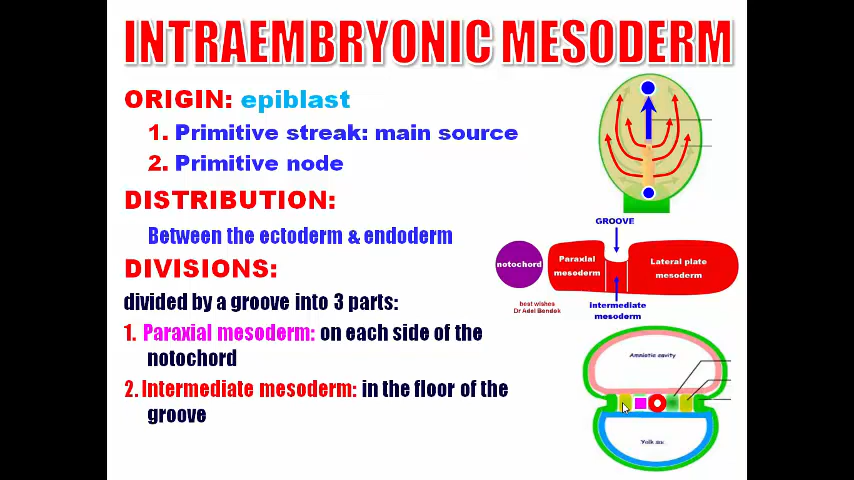 INTRAEMBRYONIC MESODERM
ORIGIN: epiblast
1. Primitive streak: main source
2. Primitive node
DISTRIBUTION:
Between the ectoderm & endoderm
DIVISIONS:
divided by a groove into 3 parts:
1. Paraxial mesoderm: on each side of the
notochord
2. Intermediate mesoderm: in the floor of the
groove
GROOVE
notochord
Paraxial
mesoderm
Lateral plate
mesoderm
best wishes
Dr Adel Bondok
intermediate
mesoderm
Amniotic cavity
Yolk sac